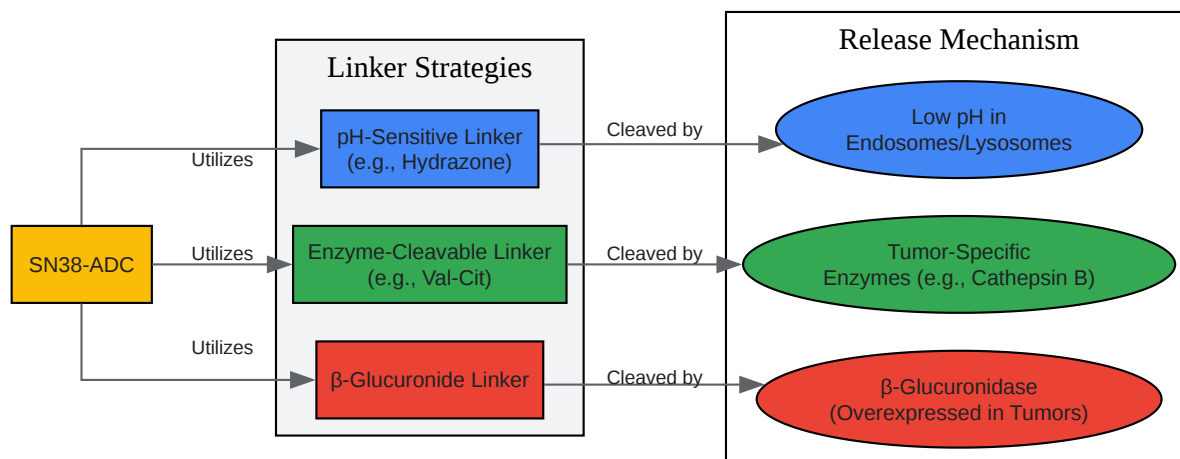 Linker Strategies
Release Mechanism
pH-Sensitive Linker
(e.g., Hydrazone)
Cleaved by
Low pH in
Endosomes/Lysosomes
Utilizes
SN38-ADC
Utilizes
Enzyme-Cleavable Linker
(e.g., Val-Cit)
Cleaved by
Tumor-Specific
Enzymes (e.g., Cathepsin B)
Utilizes
β-Glucuronide Linker
Cleaved by
β-Glucuronidase
(Overexpressed in Tumors)